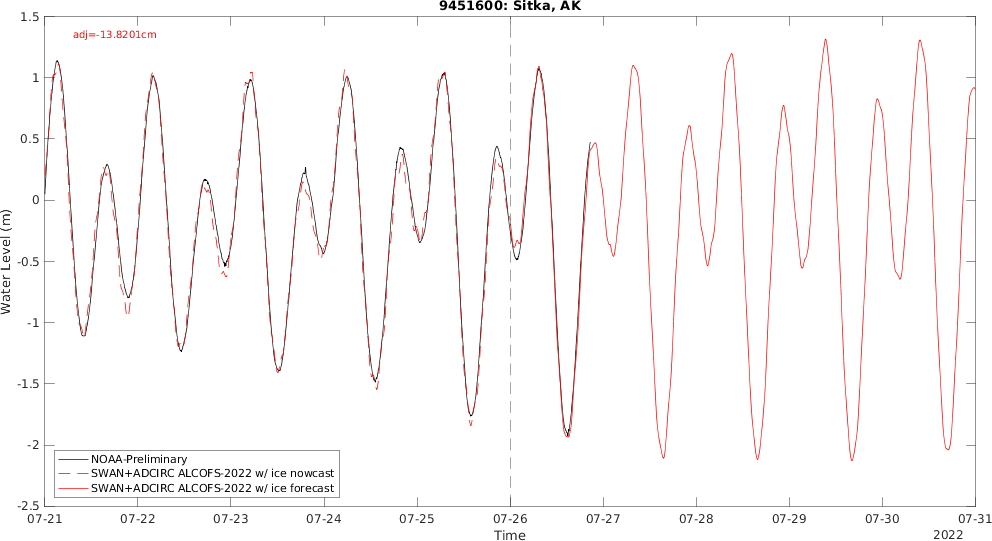 9451600: Sitka, AK
adj=-13.8201cm
1.5
1
0.5
0
-0.5
-1
-1.5
-2
-2.5
Water Level (m)
NOAA-Preliminary
SWAN+ADCIRC ALCOFS-2022 w/ ice nowcast
SWAN+ADCIRC ALCOFS-2022 w/ ice forecast
07-21 07-22 07-23 07-24 07-25 07-26 07-27 07-28 07-29 07-30 07-31
Time
2022